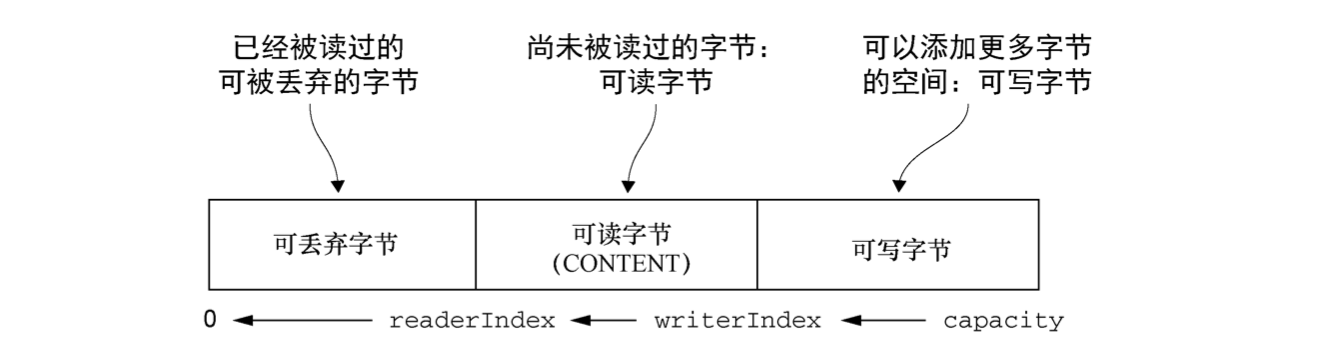 已经被读过的
可被丢弃的字节
尚未被读过的字节：
可读字节
可以添加更多字节
的空间：可写字节
可丢弃字节
可读字节
（CONTENT）
可写字节
0 readerIndex writerIndex capacity